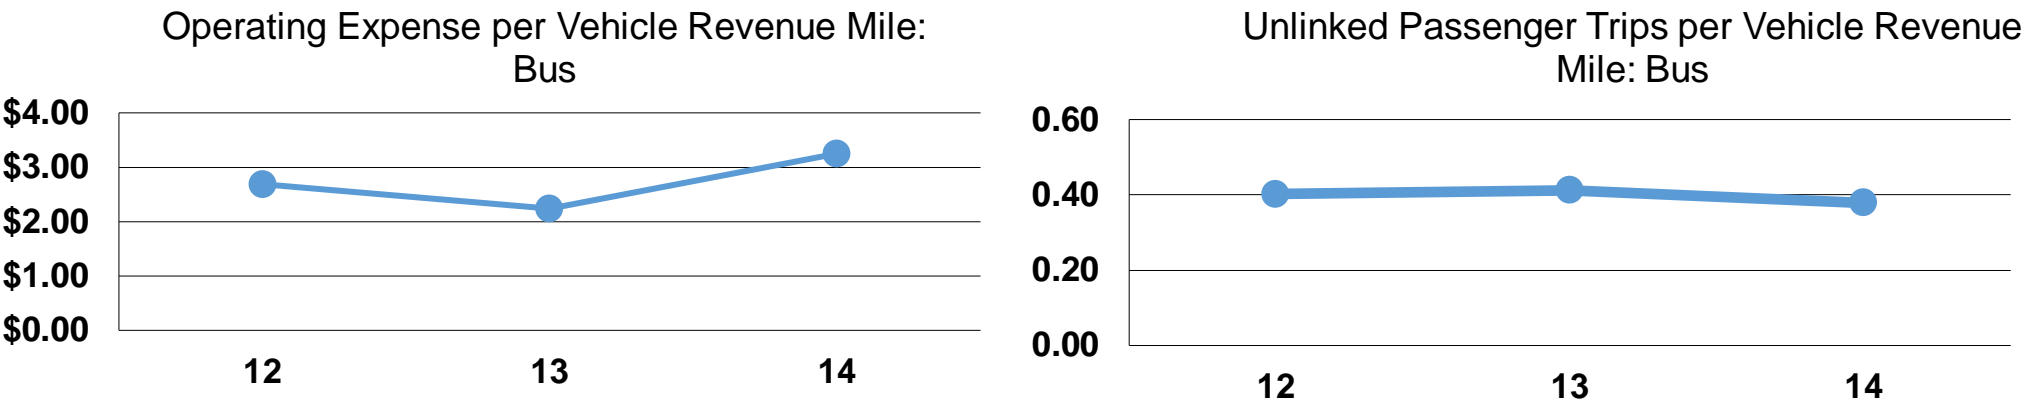 Operating Expense per Vehicle Revenue Mile:
Bus
$4.00
$3.00
$2.00
$1.00
$0.00
12 13 14
Unlinked Passenger Trips per Vehicle Revenue
Mile: Bus
0.60
0.40
0.20
0.00
12 13 14